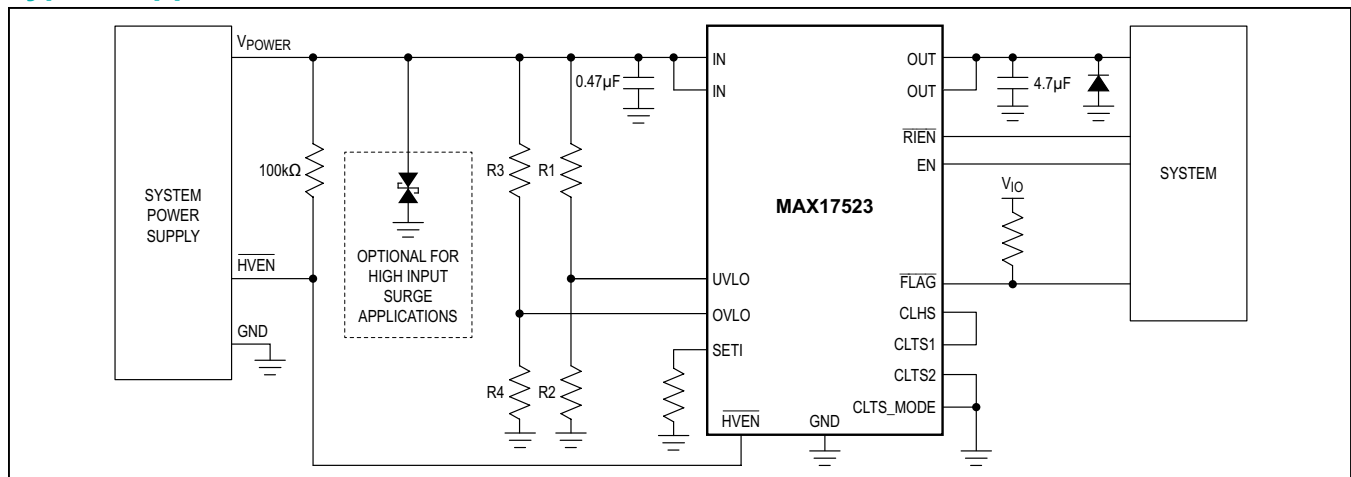 VPOWER
SYSTEM
POWER
SUPPLY
HVEN
GND
100kΩ
OPTIONAL FOR
HIGH INPUT
SURGE
APPLICATIONS
R3
R1
R4
R2
0.47µF
IN
IN
UVLO
OVLO
SETI
HVEN
GND
MAX17523
OUT
OUT
RIEN
EN
FLAG
CLHS
CLTS1
CLTS2
CLTS_MODE
4.7µF
VIO
SYSTEM